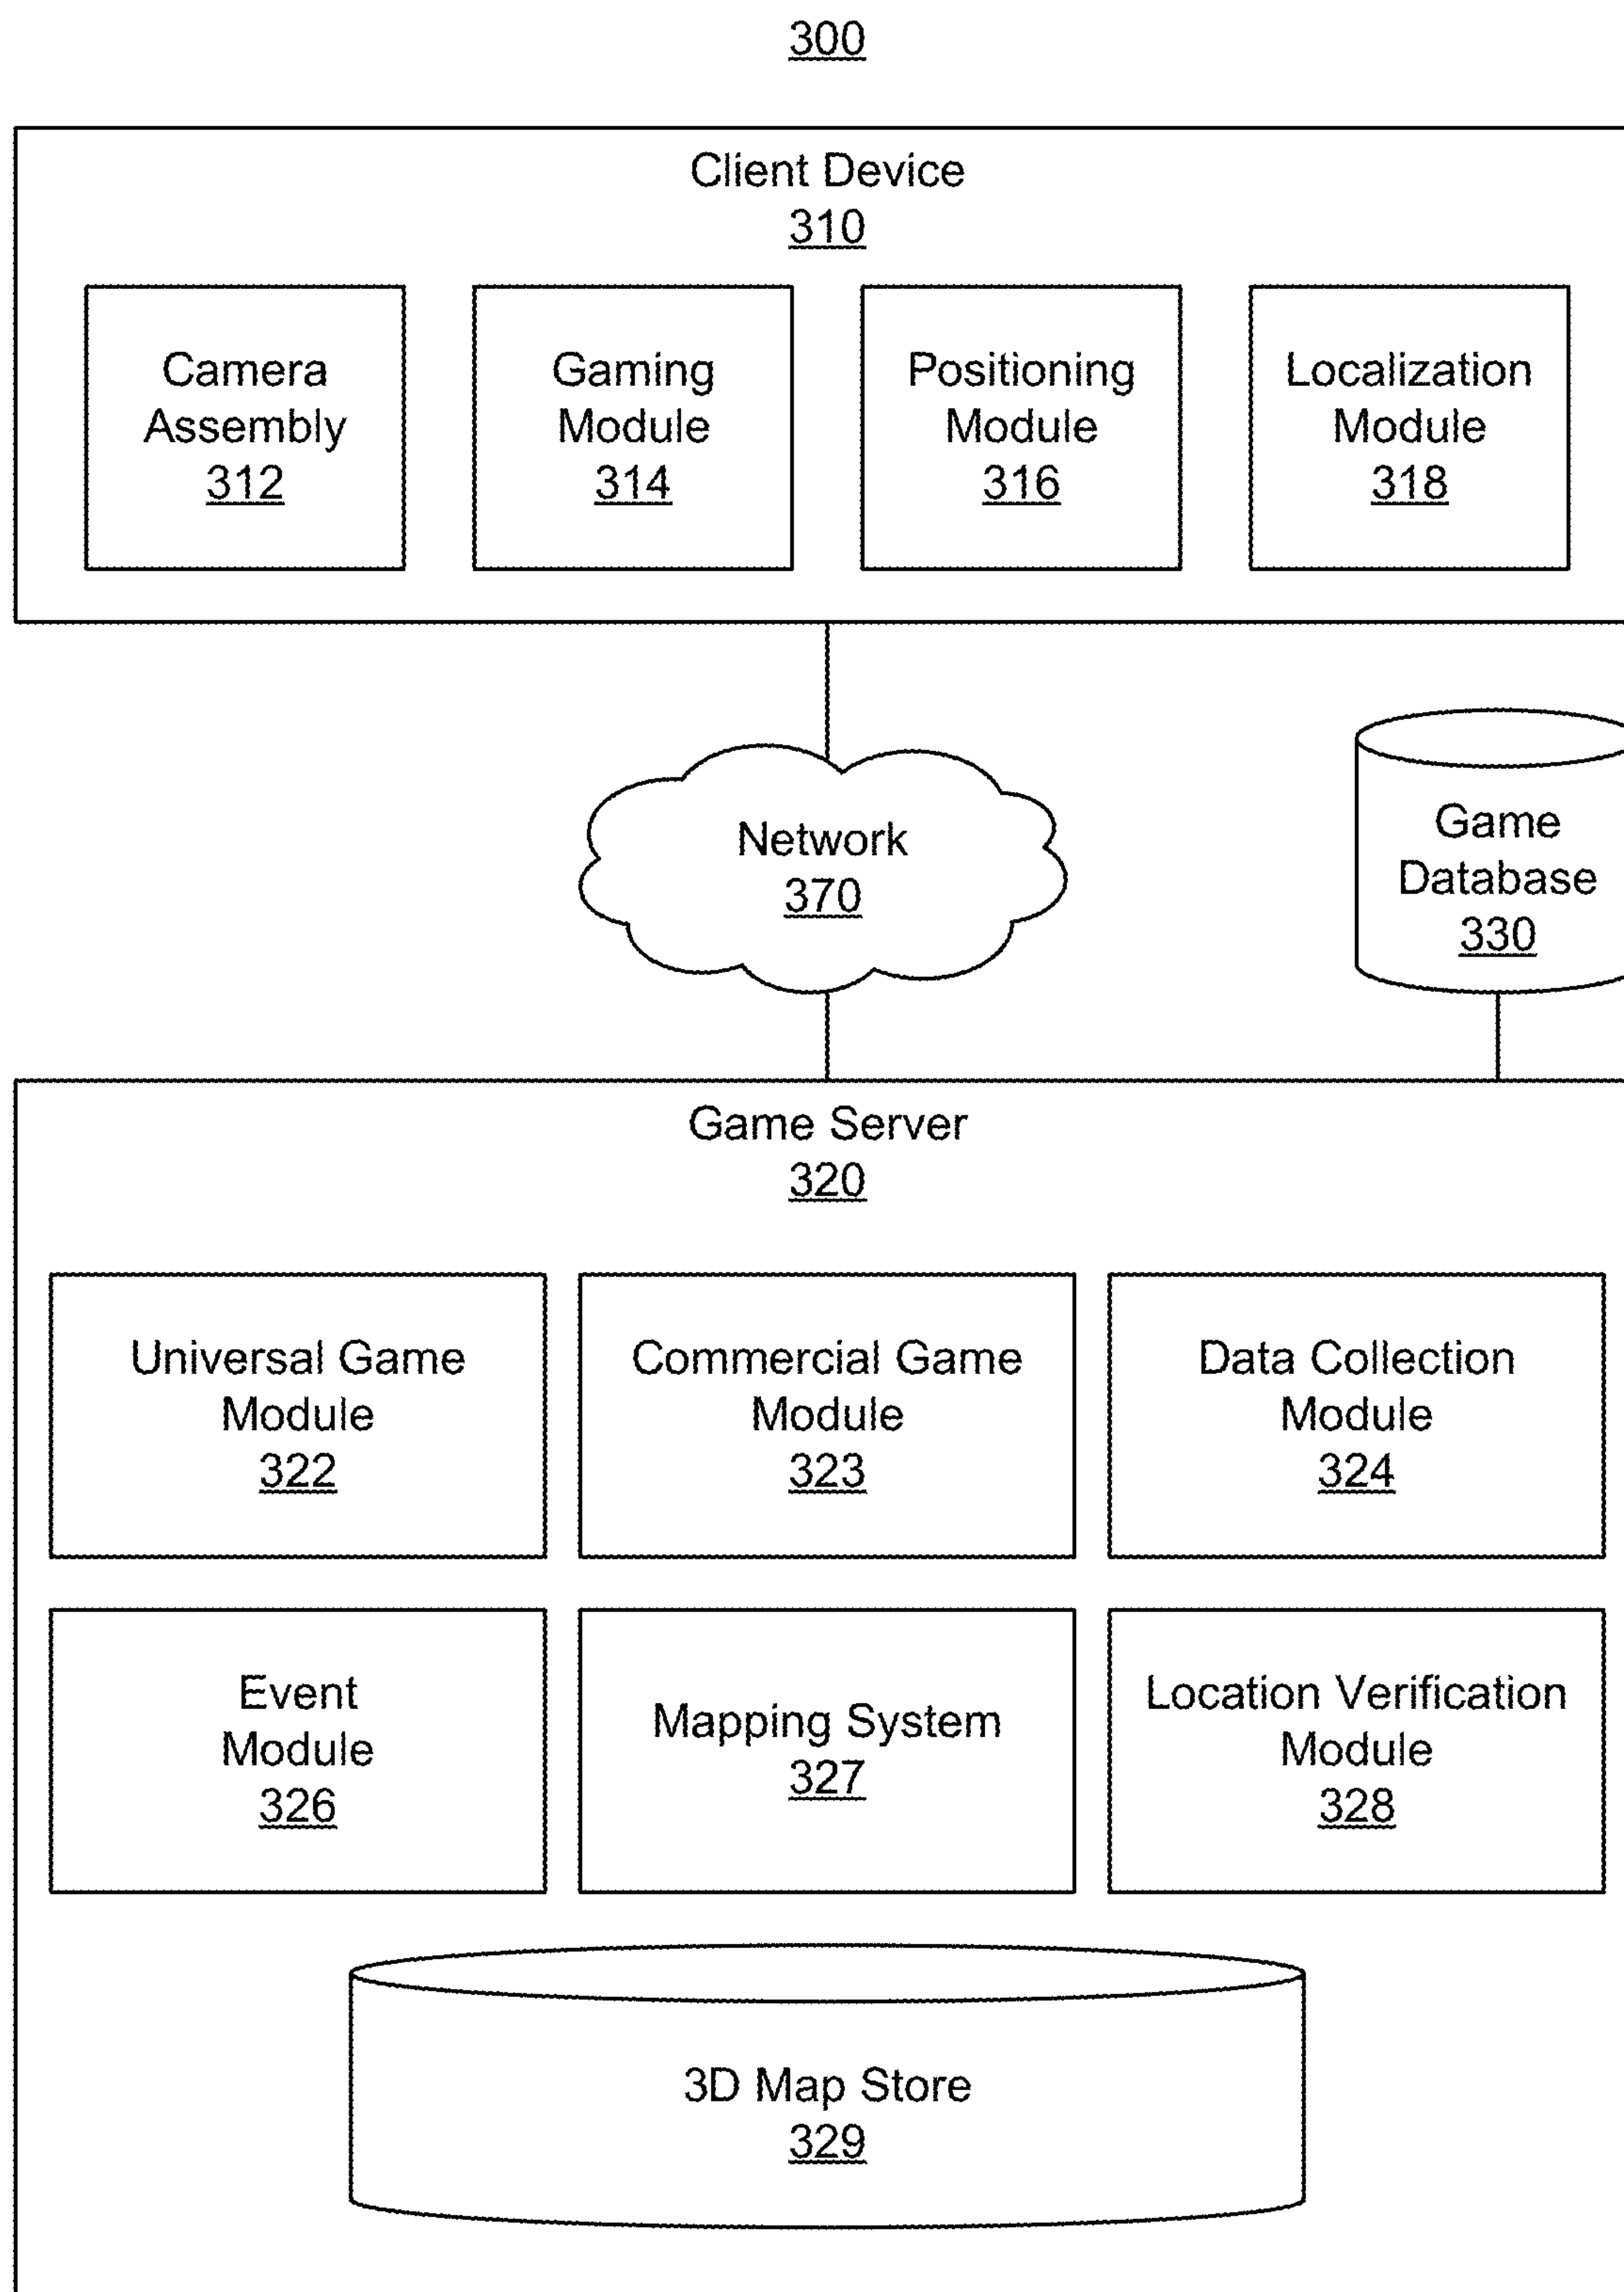 300
Client Device
310
Camera
Assembly
312
Gaming
Module
314
Positioning
Module
316
Localization
Module
318
Network
370
Game
Database
330
Game Server
320
Universal Game
Module
322
Commercial Game
Module
323
Data Collection
Module
324
Event
Module
326
Mapping System
327
Location Verification
Module
328
3D Map Store
329